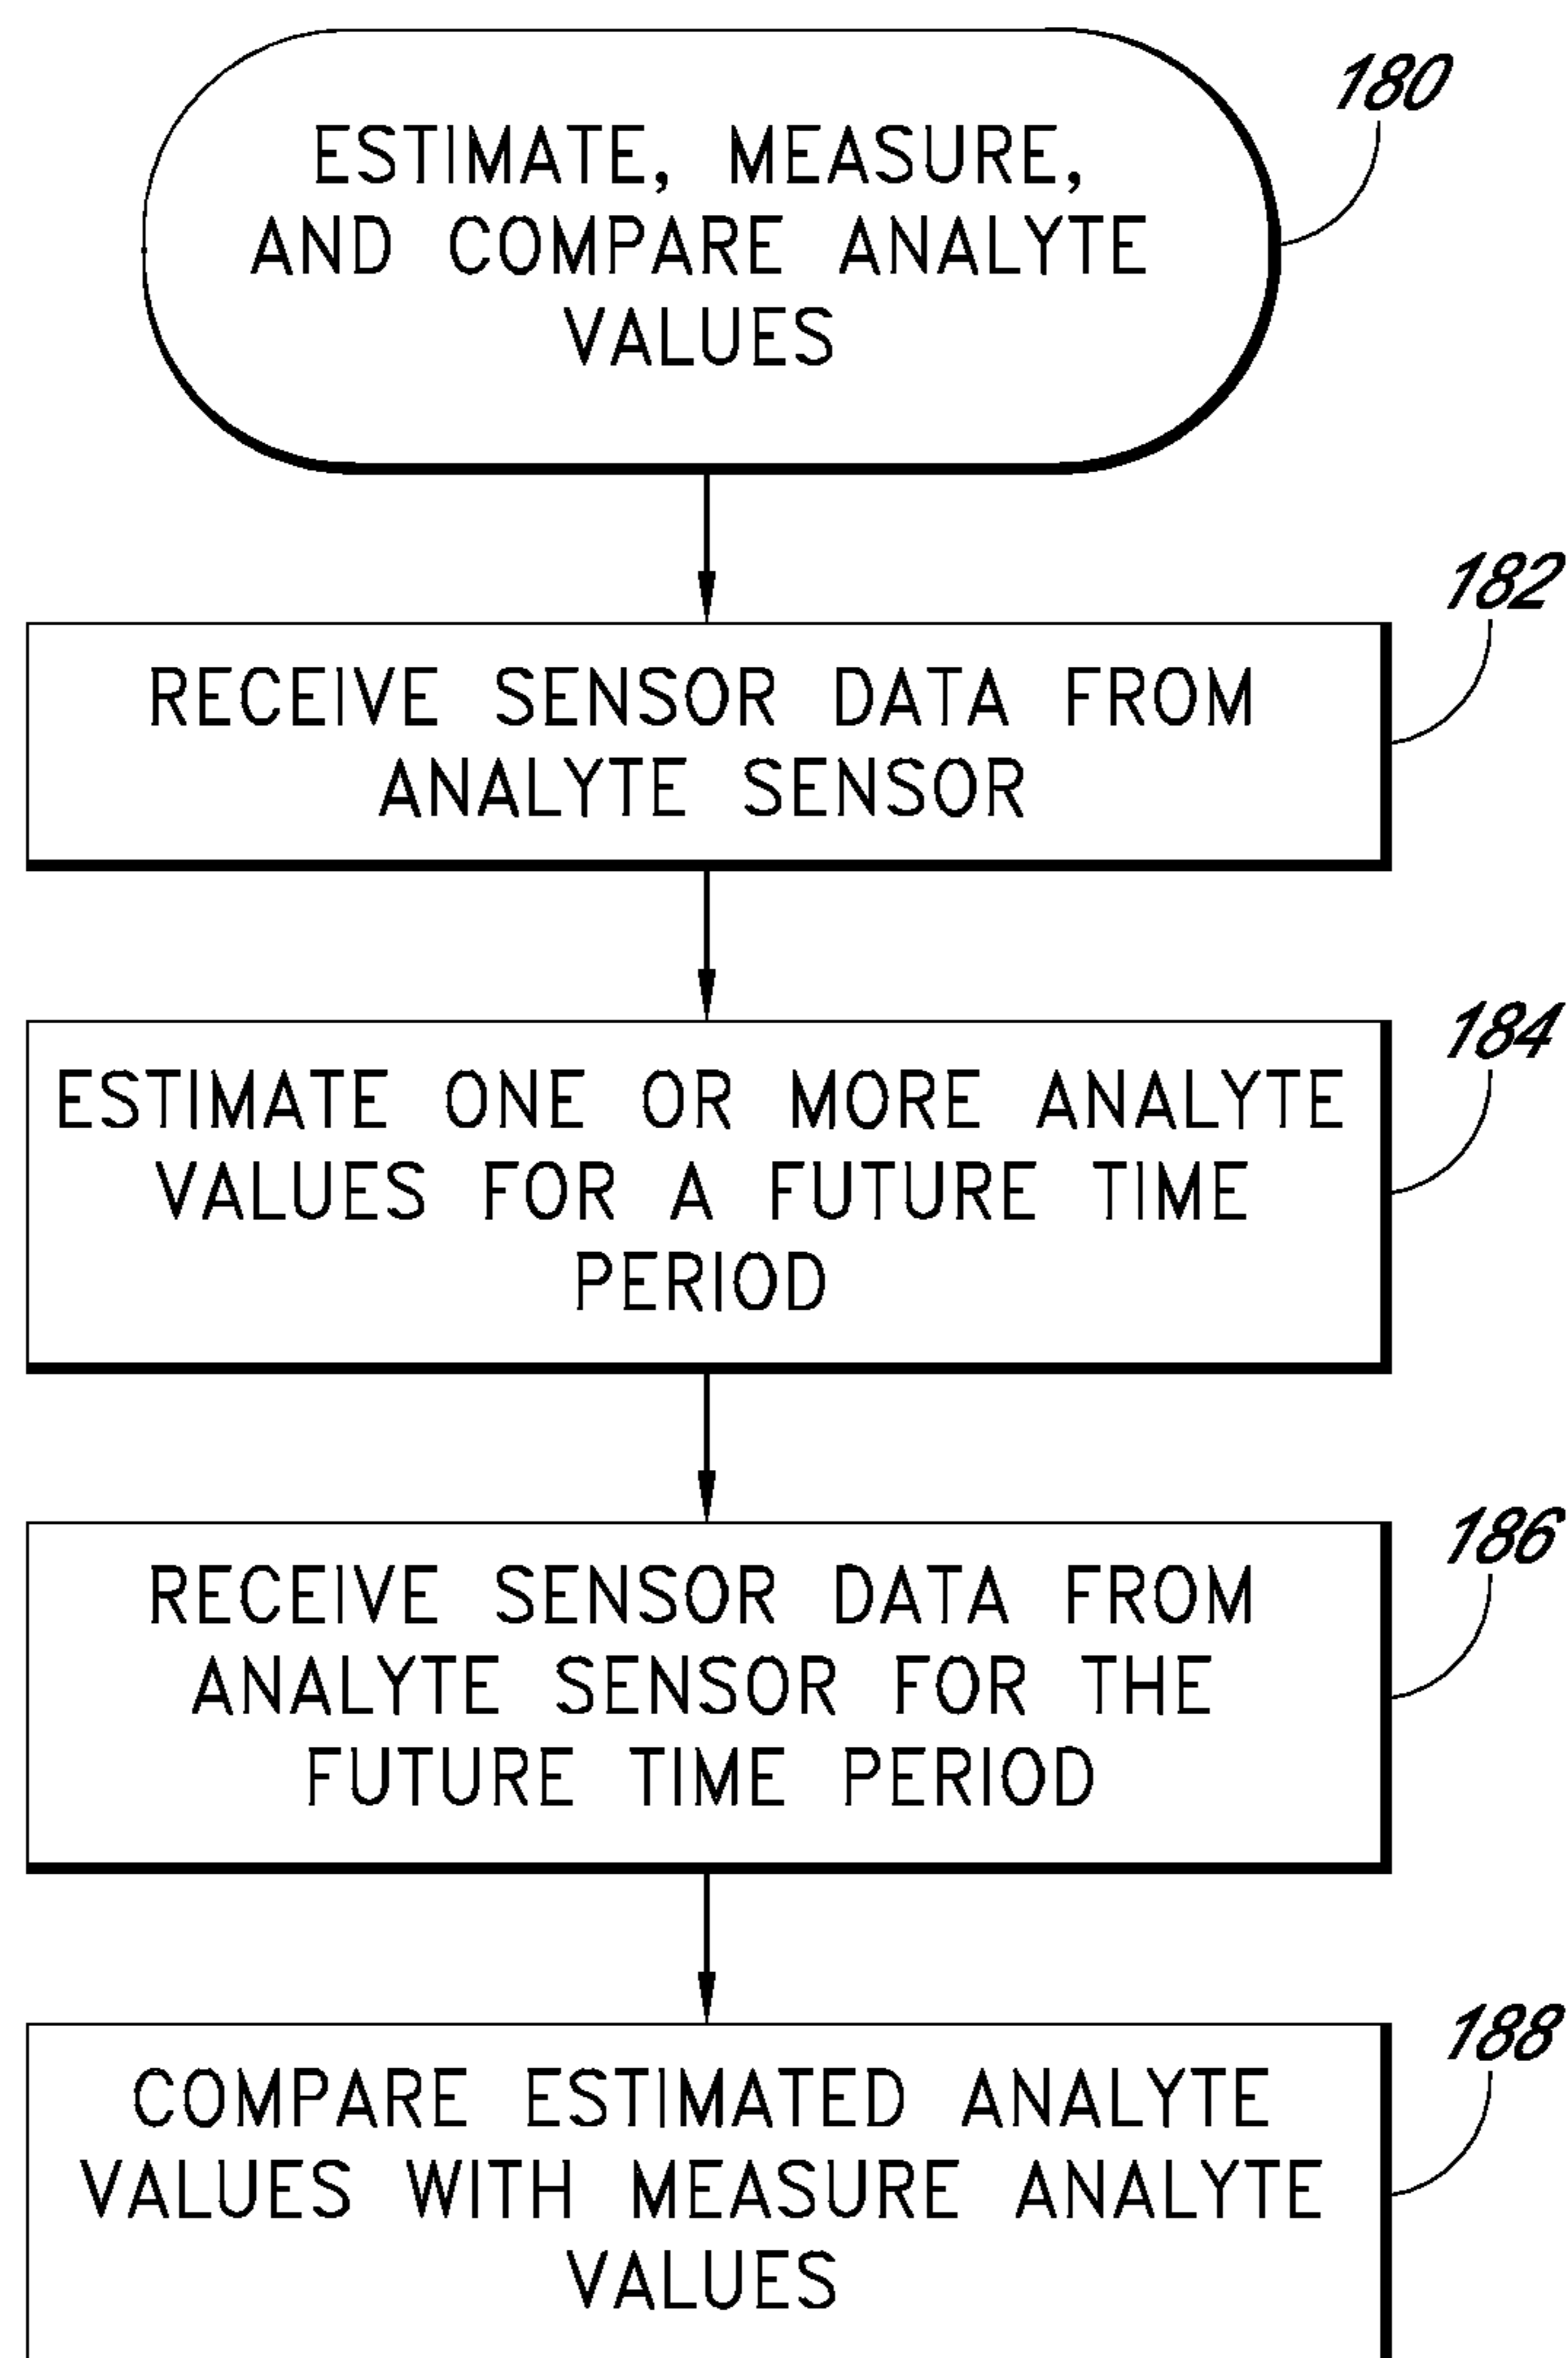 180
ESTIMATE, MEASURE,
AND COMPARE ANALYTE
VALUES
182
RECEIVE SENSOR DATA FROM
ANALYTE SENSOR
184
ESTIMATE ONE OR MORE ANALYTE
VALUES FOR A FUTURE TIME
PERIOD
186
RECEIVE SENSOR DATA FROM
ANALYTE SENSOR FOR THE
FUTURE TIME PERIOD
188
COMPARE ESTIMATED ANALYTE
VALUES WITH MEASURE ANALYTE
VALUES